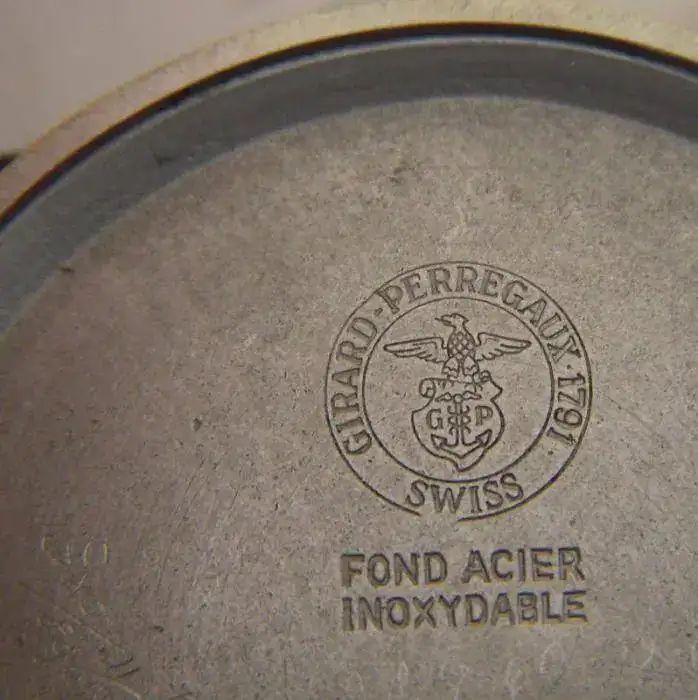 GIRARD-PERREGAUX·1791·
G P
SWISS
FOND ACIER
INOXYDABLE